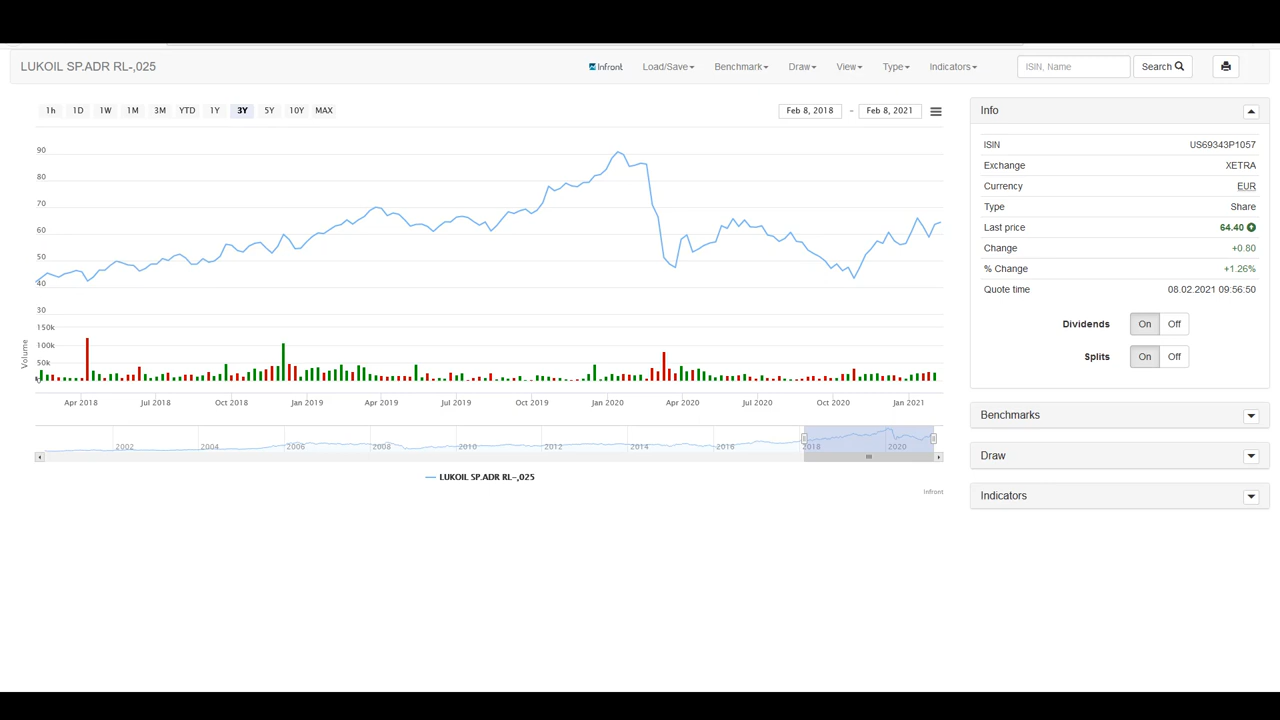 LUKOIL SP.ADR RL-,025
Infront Load/Save Benchmark Draw View Type Indicators ISIN, Name Search
1h 1D 1W 1M 3M YTD 1Y 3Y 5Y 10Y MAX Feb 8, 2018 - Feb 8, 2021
90
80
70
60
50
40
30
150k
100k
50k
0
Volume
Apr 2018 Jul 2018 Oct 2018 Jan 2019 Apr 2019 Jul 2019 Oct 2019 Jan 2020 Apr 2020 Jul 2020 Oct 2020 Jan 2021
2002 2004 2006 2008 2010 2012 2014 2016 2018 2020
LUKOIL SP.ADR RL-,025
Infront
Info
ISIN US69343P1057
Exchange XETRA
Currency EUR
Type Share
Last price 64.40
Change +0.80
% Change +1.26%
Quote time 08.02.2021 09:56:50
Dividends On Off
Splits On Off
Benchmarks
Draw
Indicators